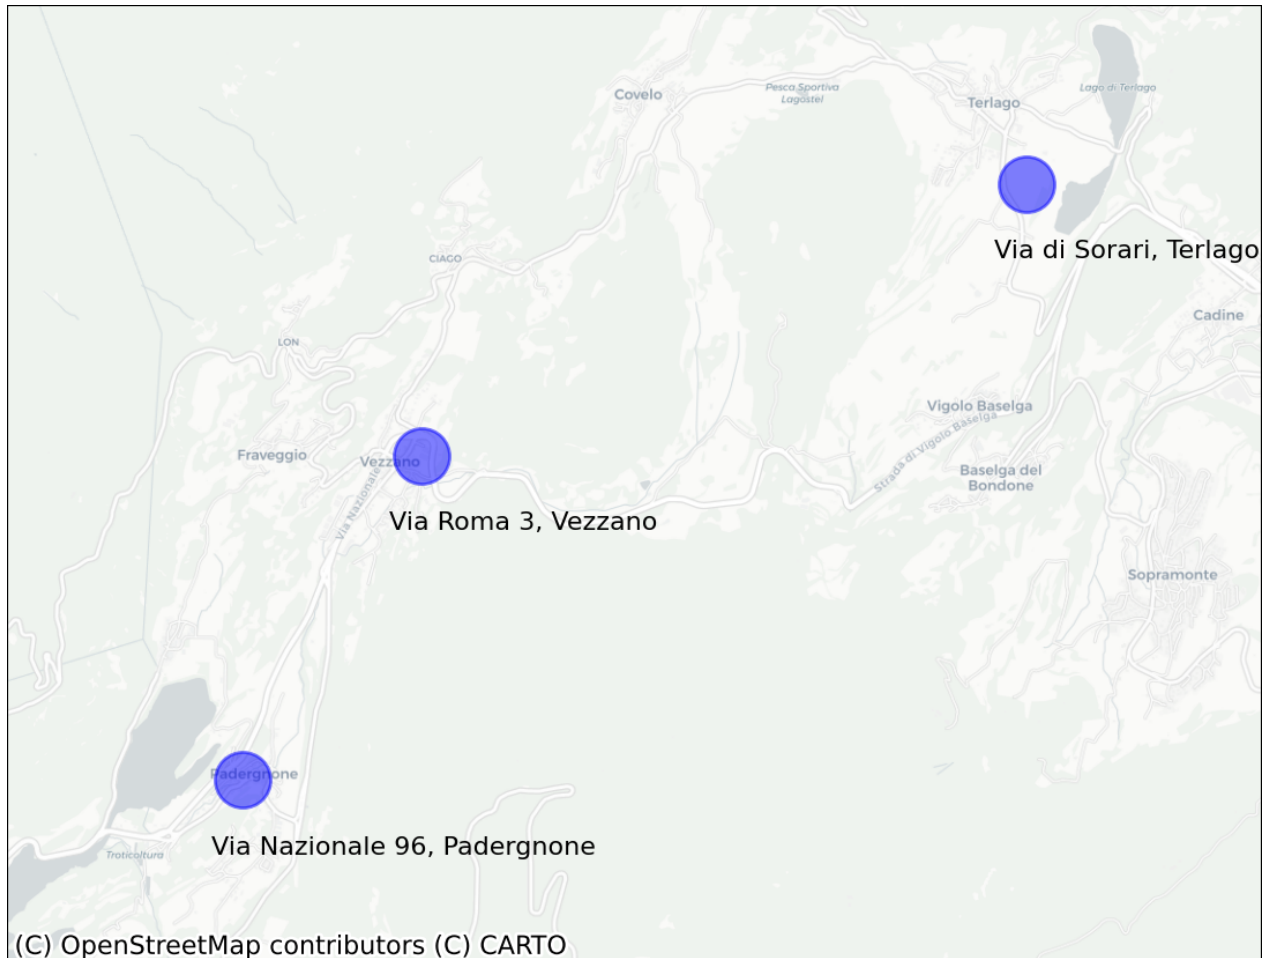 Covelo
Pesca Sportiva
Lagostel
Terlago
Lago di Terlago
Via di Sorari, Terlago
CIAGO
Cadine
LON
Vigolo Baselga
Strada di Vigolo Baselga
Fraveggio
Vezzano
Baselga del
Bondone
Via Nazionale
Via Roma 3, Vezzano
Sopramonte
Padergnone
Via Nazionale 96, Padergnone
Troticoltura
(C) OpenStreetMap contributors (C) CARTO